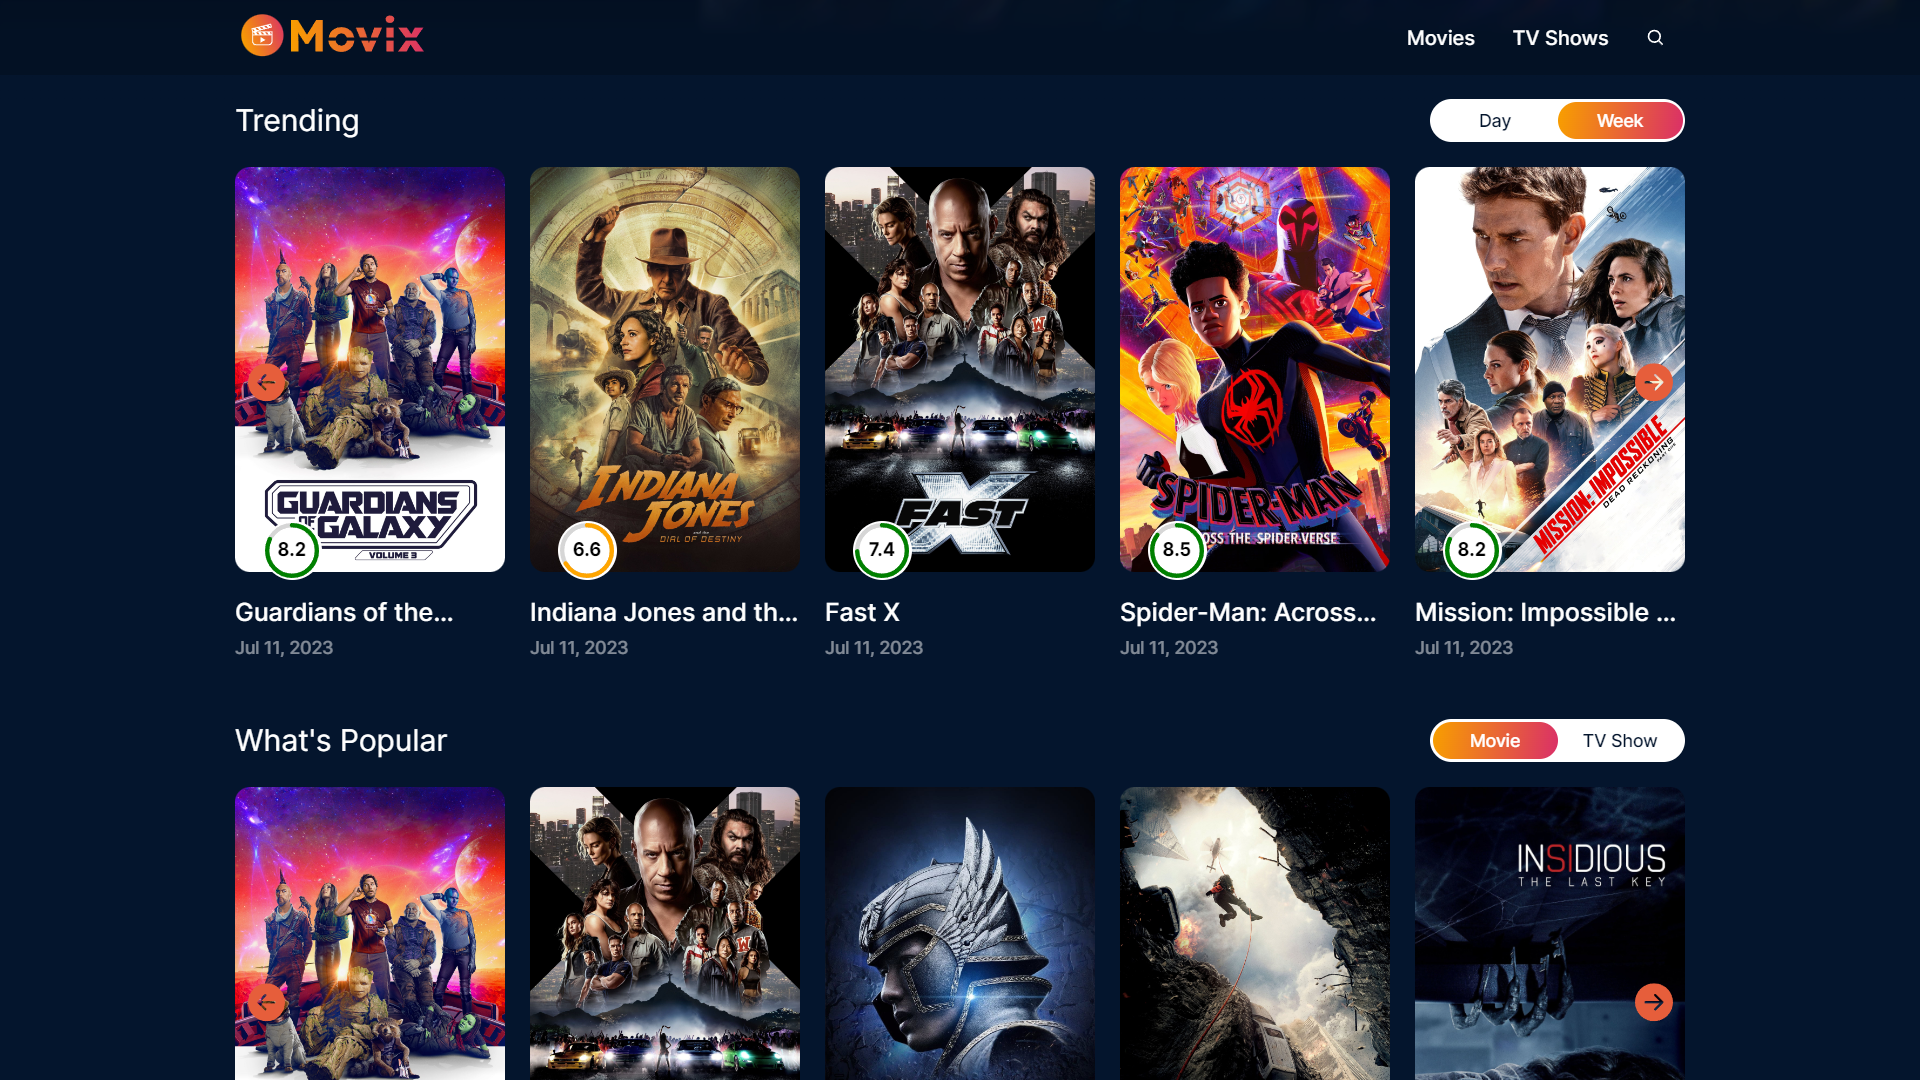 Movix
Movies
TV Shows
Trending
Day
Week
GUARDIANS
OF THE
GALAXY
VOLUME 3
8.2
INDIANA
JONES
and the
DIAL OF DESTINY
6.6
W
FAST X
7.4
SPIDER-MAN
OSS THE SPIDER-VERSE
8.5
MISSION: IMPOSSIBLE
DEAD RECKONING
PART ONE
8.2
Guardians of the...
Indiana Jones and th...
Fast X
Spider-Man: Across...
Mission: Impossible ...
Jul 11, 2023
Jul 11, 2023
Jul 11, 2023
Jul 11, 2023
Jul 11, 2023
What's Popular
Movie
TV Show
W
INSIDIOUS
THE LAST KEY